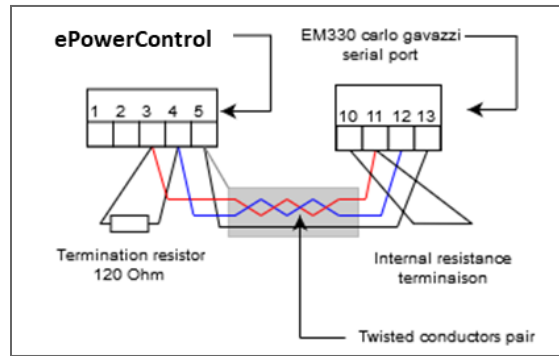 ePowerControl
EM330 carlo gavazzi
serial port
1 2 3 4 5
10 11 12 13
Termination resistor
120 Ohm
Internal resistance
terminaison
Twisted conductors pair